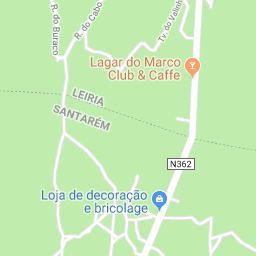 R. do Buraco
R. do Cabo
Tv. do Valinh
Lagar do Marco
Club & Caffe
LEIRIA
SANTARÉM
N362
Loja de decoração
e bricolage